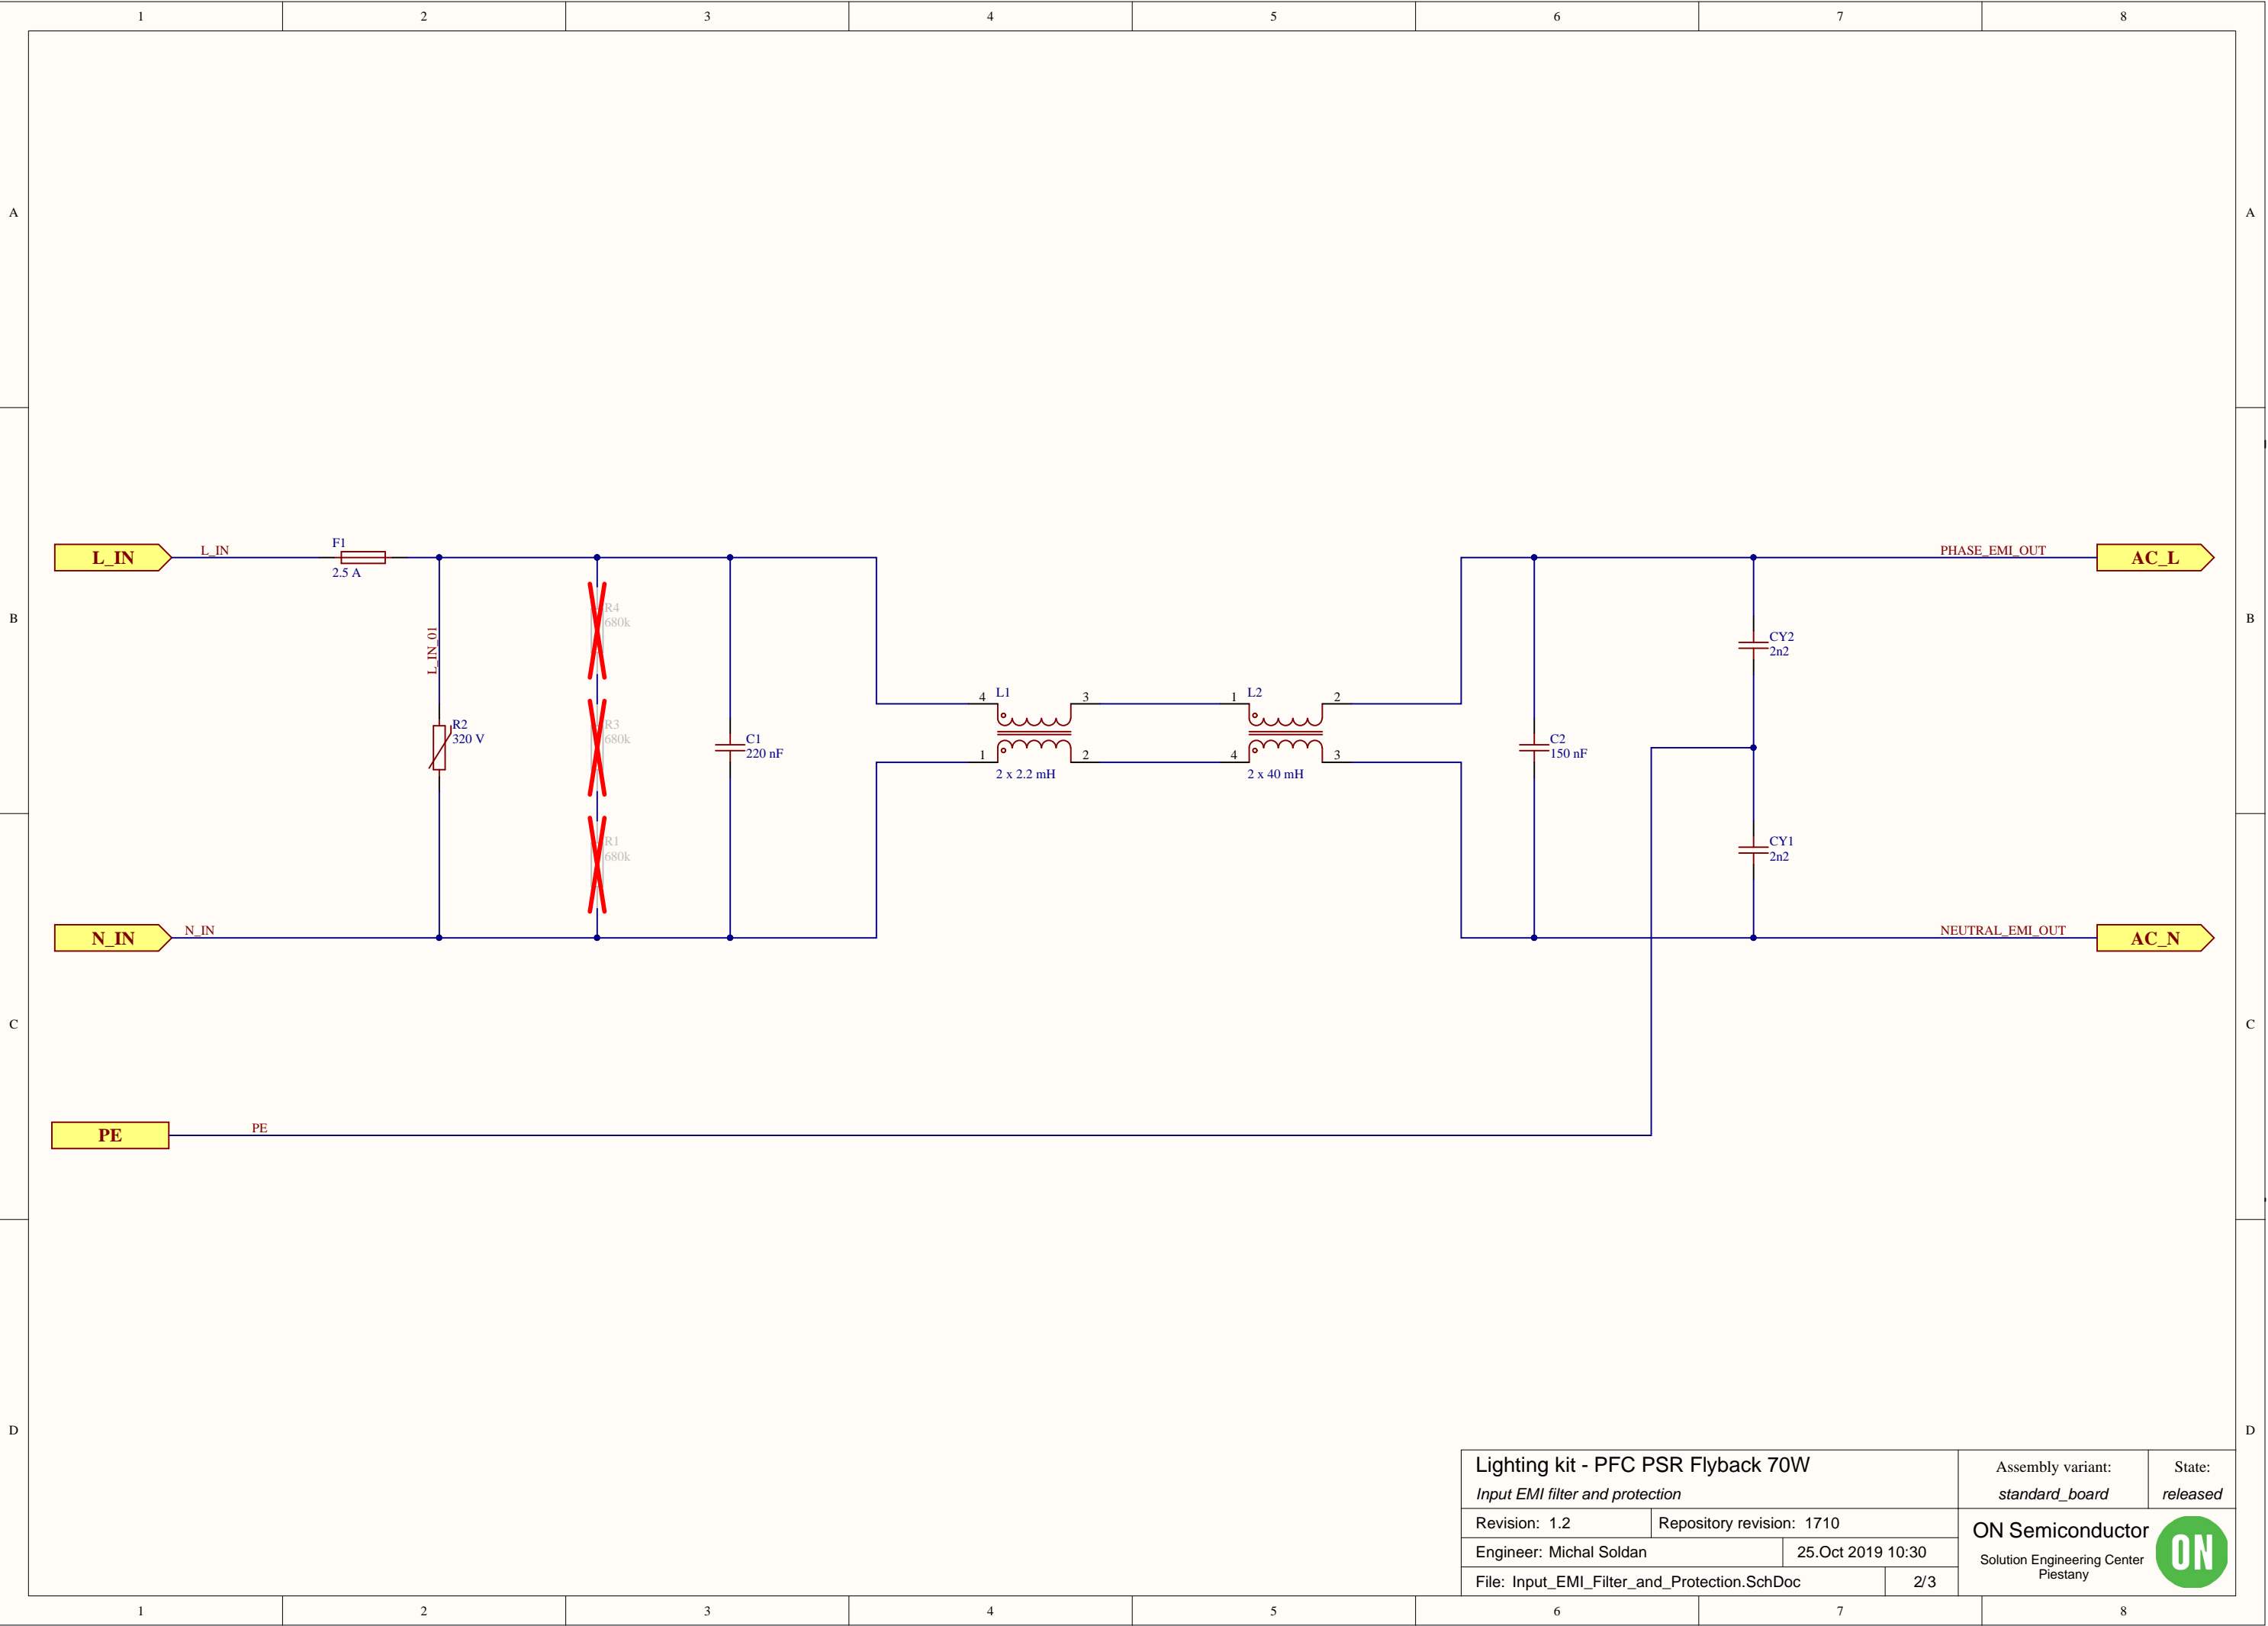 1 2 3 4 5 6 7 8
A A
L_IN L_IN F1 PHASE_EMI_OUT AC_L
2.5 A
R4
B B
680k
L_IN_01
CY2
2n2
4 L1 3 1 L2 2
R2 R3
320 V 680k
C1 C2
220 nF 150 nF
1 2 4 3
2 x 2.2 mH 2 x 40 mH
R1 CY1
680k 2n2
N_IN N_IN NEUTRAL_EMI_OUT AC_N
C C
PE PE
D D
Lighting kit - PFC PSR Flyback 70W
Input EMI filter and protection
Assembly variant:
standard_board
State:
released
Revision: 1.2 Repository revision: 1710
Engineer: Michal Soldan 25.Oct 2019 10:30
File: Input_EMI_Filter_and_Protection.SchDoc 2/3
ON Semiconductor
Solution Engineering Center
Piestany
ON
1 2 3 4 5 6 7 8